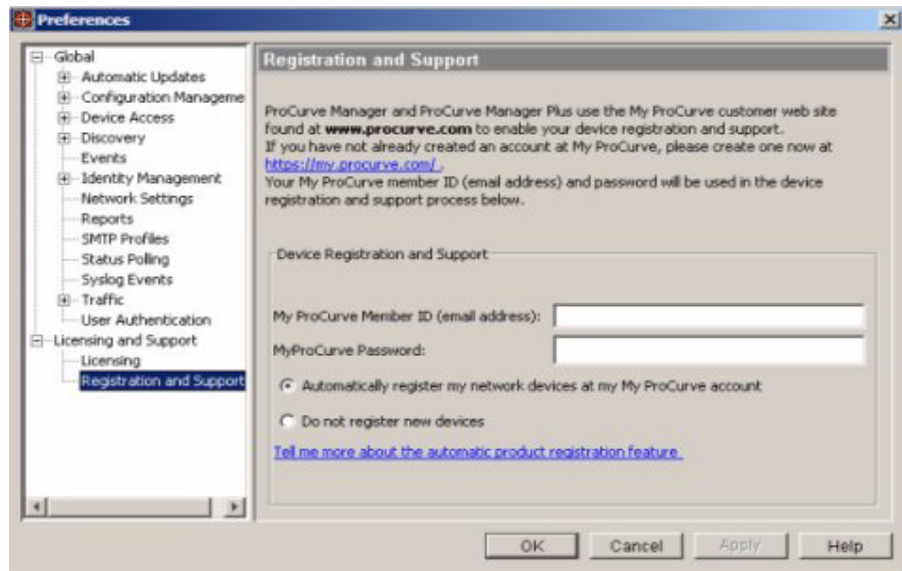 Preferences
Global
Automatic Updates
Configuration Manageme
Device Access
Discovery
Events
Identity Management
Network Settings
Reports
SMTP Profiles
Status Polling
Syslog Events
Traffic
User Authentication
Licensing and Support
Licensing
Registration and Support
Registration and Support
ProCurve Manager and ProCurve Manager Plus use the My ProCurve customer web site
found at www.procurve.com to enable your device registration and support.
If you have not already created an account at My ProCurve, please create one now at
https://my.procurve.com/ .
Your My ProCurve member ID (email address) and password will be used in the device
registration and support process below.
Device Registration and Support
My ProCurve Member ID (email address):
MyProCurve Password:
Automatically register my network devices at my My ProCurve account
Do not register new devices
Tell me more about the automatic product registration feature.
OK
Cancel
Apply
Help